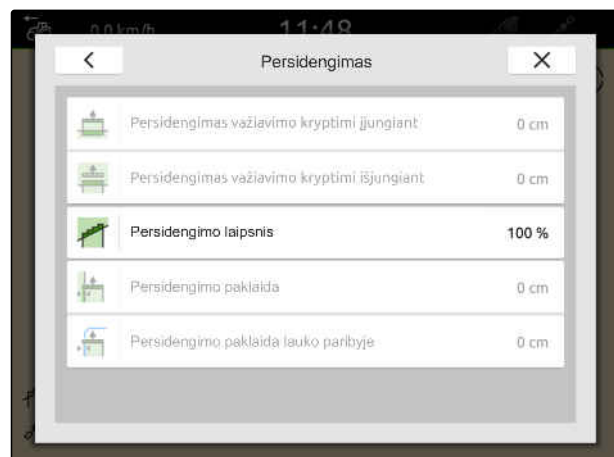 0.0 km/h
11:48
Persidengimas
Persidengimas važiavimo kryptimi įjungiant
0 cm
Persidengimas važiavimo kryptimi išjungiant
0 cm
Persidengimo laipsnis
100 %
Persidengimo paklaida
0 cm
Persidengimo paklaida lauko paribyje
0 cm